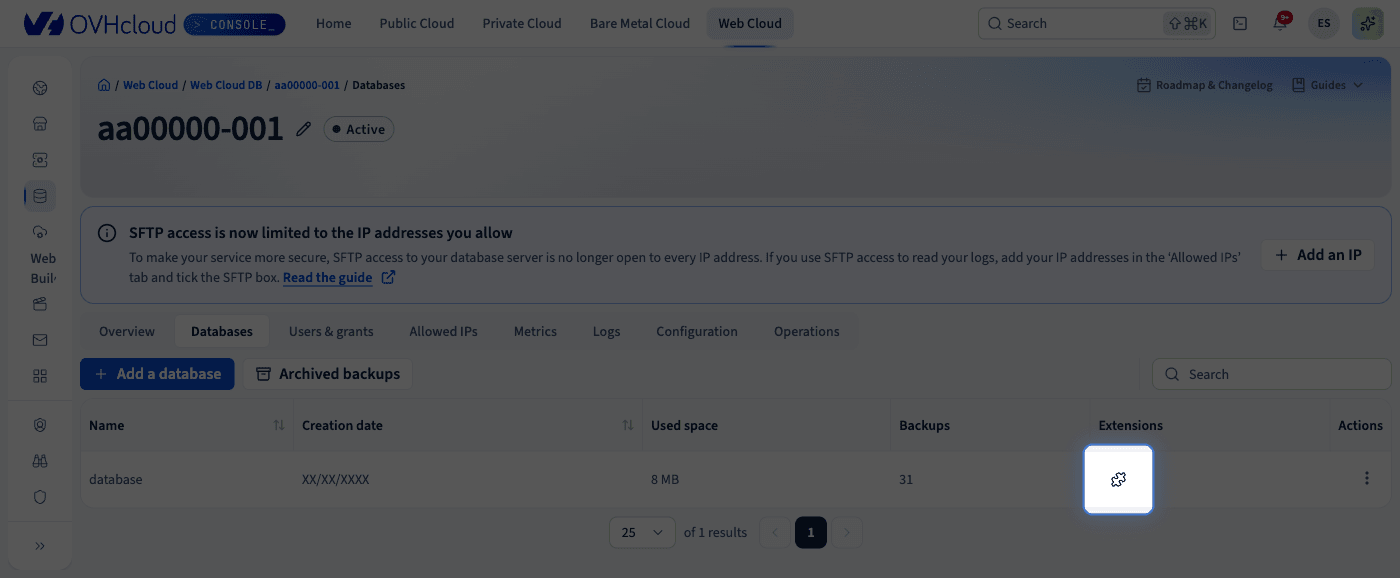 OVHcloud CONSOLE_ Home Public Cloud Private Cloud Bare Metal Cloud Web Cloud Search ⇧⌘K 9+ ES
/ Web Cloud / Web Cloud DB / aa00000-001 / Databases Roadmap & Changelog Guides
aa00000-001 Active
SFTP access is now limited to the IP addresses you allow
To make your service more secure, SFTP access to your database server is no longer open to every IP address. If you use SFTP access to read your logs, add your IP addresses in the 'Allowed IPs'
tab and tick the SFTP box. Read the guide
+ Add an IP
Web
Buil
Overview Databases Users & grants Allowed IPs Metrics Logs Configuration Operations
+ Add a database Archived backups Search
Name Creation date Used space Backups Extensions Actions
database XX/XX/XXXX 8 MB 31
25 of 1 results 1